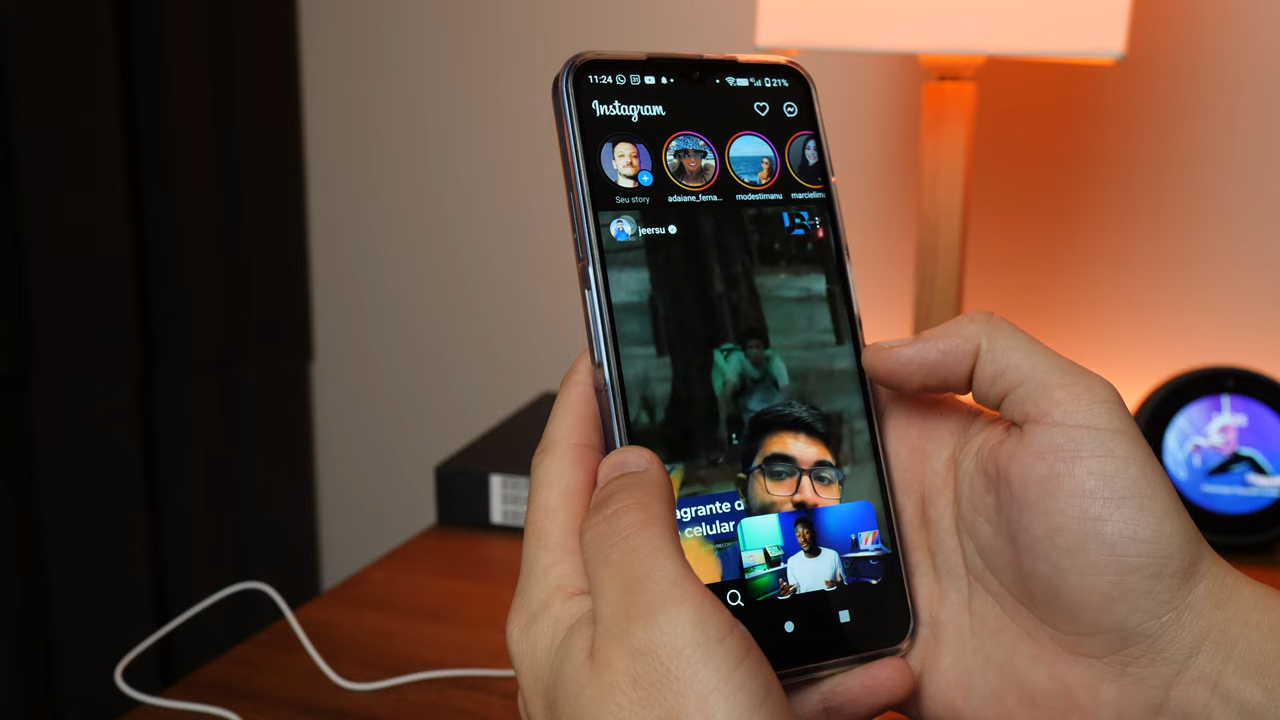 11:24
21%
Instagram
Seu story
adaiane_ferna...
modestimanu
marcielim
jeersu
agrante d
celular